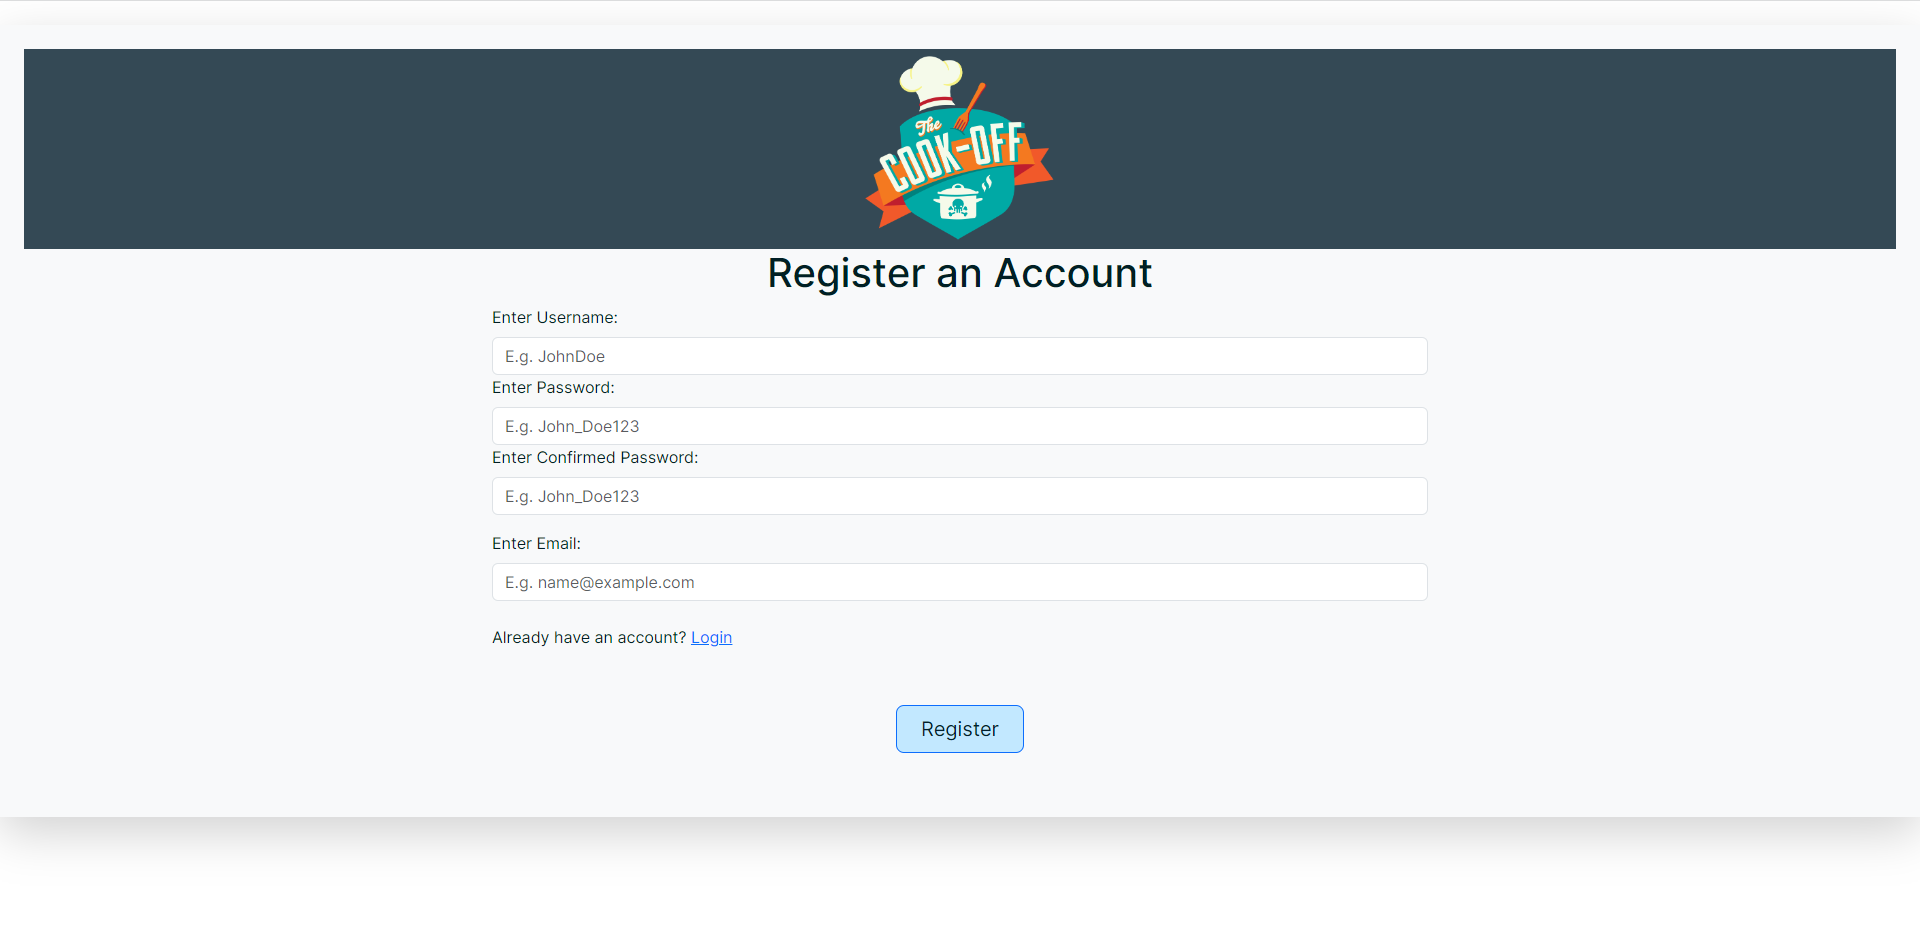 The
COOK-OFF
Register an Account
Enter Username:
E.g. JohnDoe
Enter Password:
E.g. John_Doe123
Enter Confirmed Password:
E.g. John_Doe123
Enter Email:
E.g. name@example.com
Already have an account? Login
Register